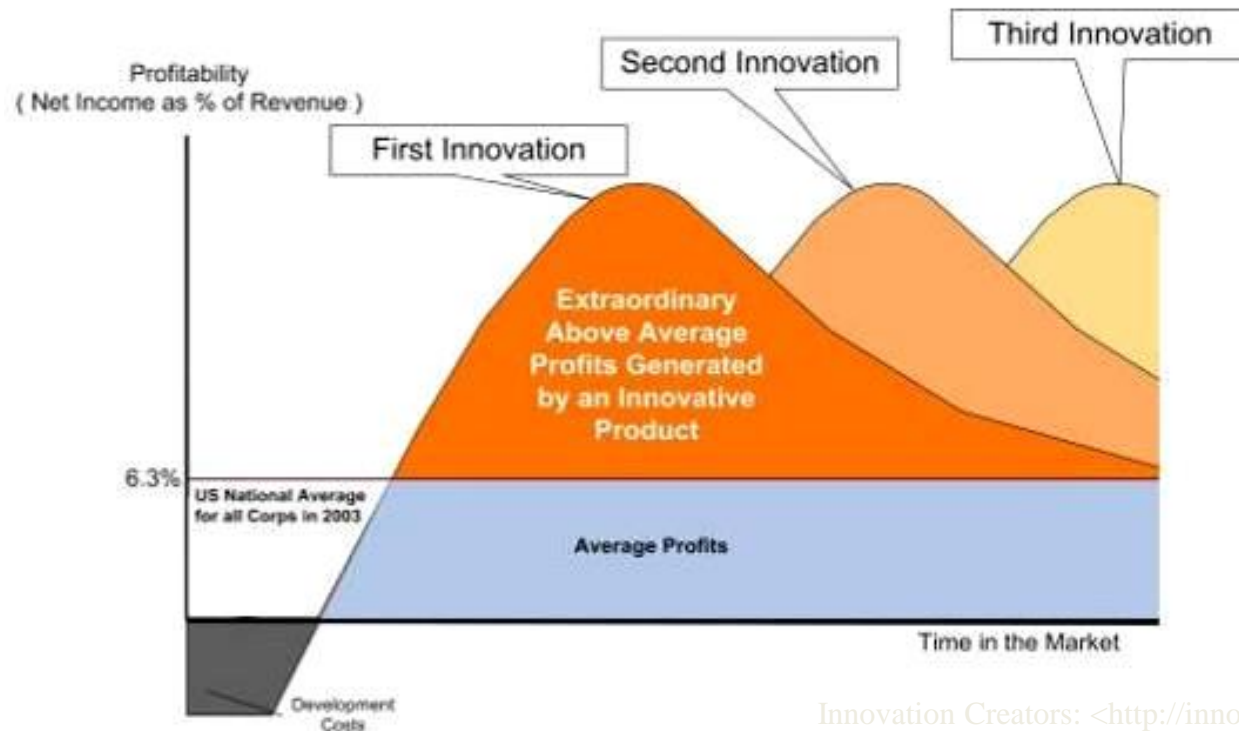 Third Innovation
Second Innovation
Profitability
( Net Income as % of Revenue )
First Innovation
Extraordinary
Above Average
Profits Generated
by an Innovative
Product
6.3%
US National Average
for all Corps in 2003
Average Profits
Time in the Market
Development
Costs
Innovation Creators: <http://inno